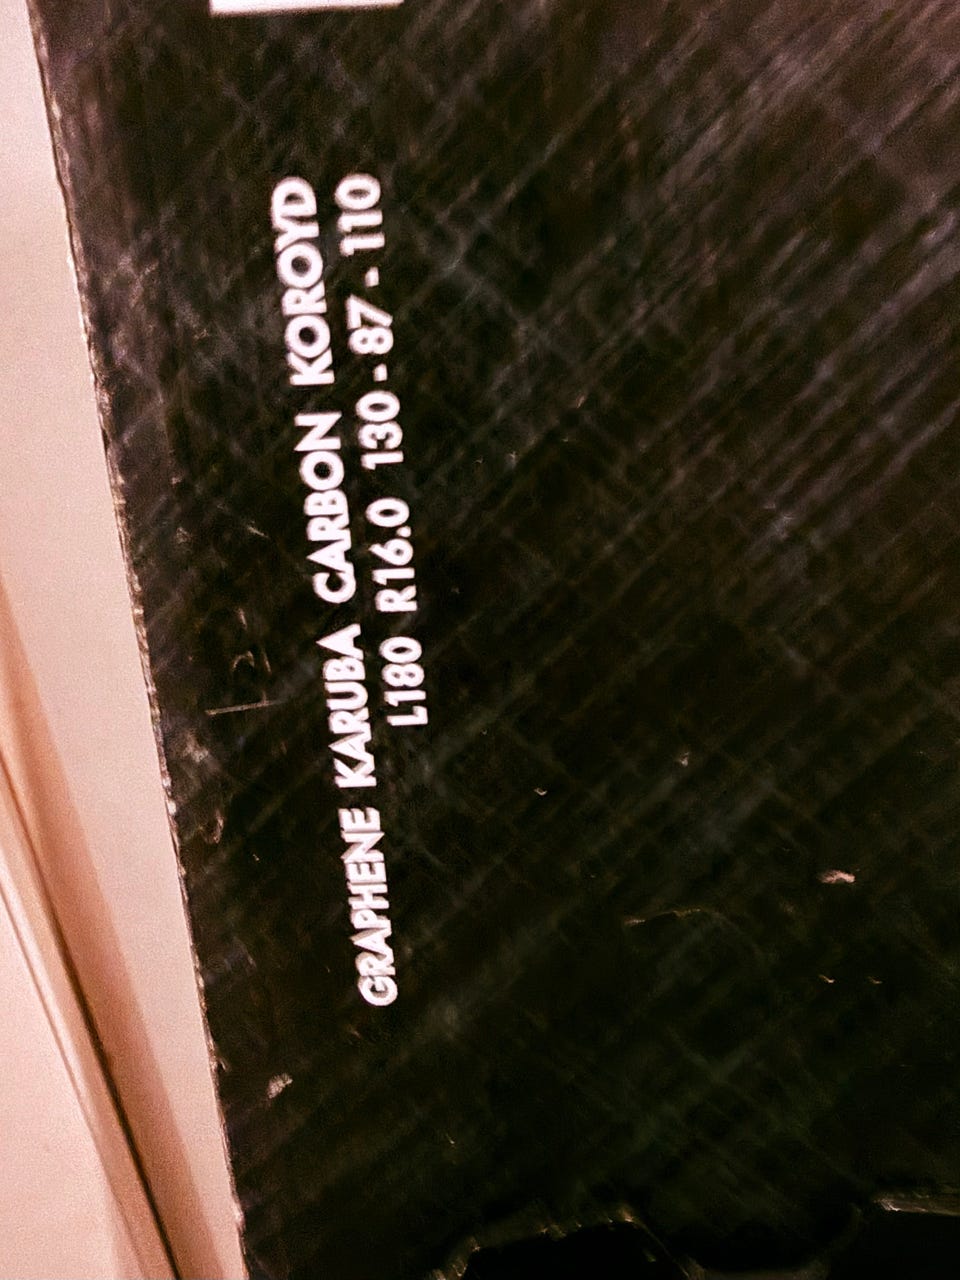 GRAPHENE KARUBA CARBON KOROYD
L180 R16.0 130 - 87 - 110